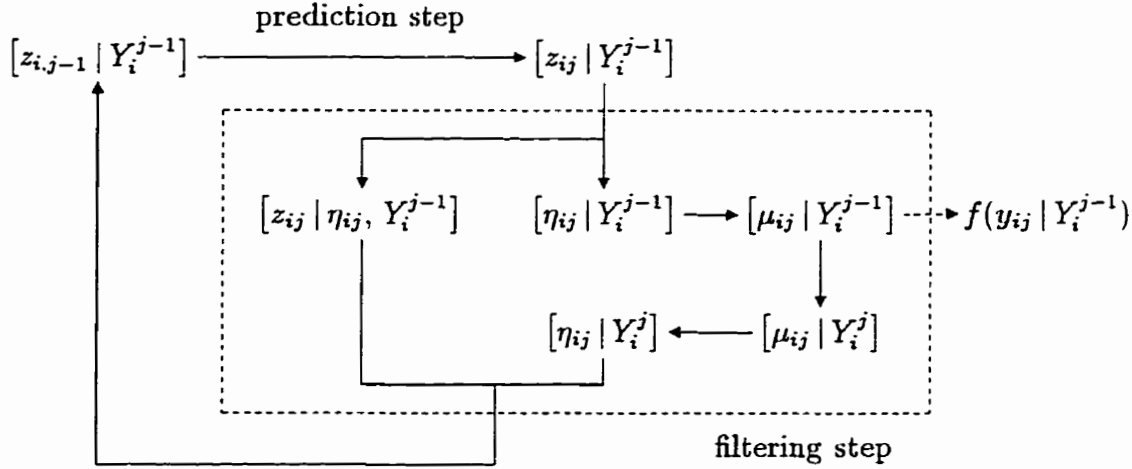 prediction step
[z_{i,j-1} | Y_i^{j-1}] [z_{ij} | Y_i^{j-1}]
[z_{ij} | η_{ij}, Y_i^{j-1}] [η_{ij} | Y_i^{j-1}] [μ_{ij} | Y_i^{j-1}] f(y_{ij} | Y_i^{j-1})
[η_{ij} | Y_i^j] [μ_{ij} | Y_i^j]
filtering step